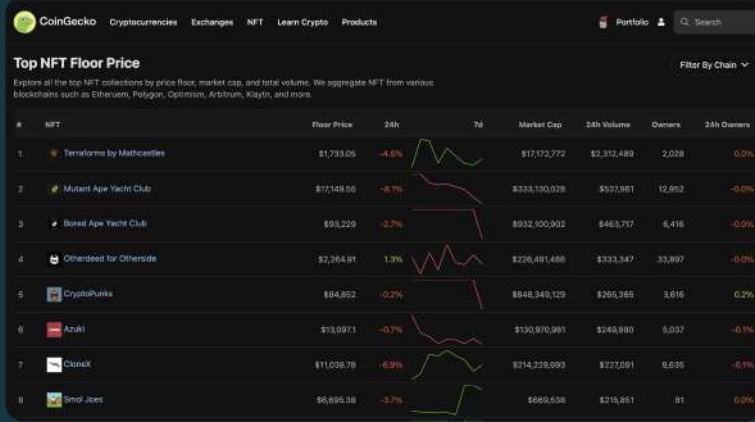 CoinGecko Cryptocurrencies Exchanges NFT Learn Crypto Products Portfolio Search
Top NFT Floor Price
Filter By Chain
Explore all the top NFT collections by price floor, market cap, and total volume. We aggregate NFT from various
blockchains such as Etheruem, Polygon, Optimism, Arbitrum, Klaytn, and more.
# NFT Floor Price 24h 7d Market Cap 24h Volume Owners 24h Owners
1 Terraforms by Mathcastles $1,733.05 -4.6% $17,172,772 $2,312,489 2,028 0.0%
2 Mutant Ape Yacht Club $17,149.55 -8.1% $333,130,028 $537,961 12,952 -0.0%
3 Bored Ape Yacht Club $93,229 -2.7% $932,100,902 $463,717 6,416 -0.0%
4 Otherdeed for Otherside $2,264.91 1.3% $226,491,466 $333,347 33,897 -0.0%
5 CryptoPunks $84,852 -0.2% $848,349,129 $265,365 3,616 0.2%
6 Azuki $13,097.1 -0.7% $130,970,981 $249,880 5,037 -0.1%
7 CloneX $11,038.79 -6.9% $214,229,693 $227,091 9,635 -0.1%
8 Smol Joes $6,695.38 -3.7% $669,538 $215,851 81 0.0%